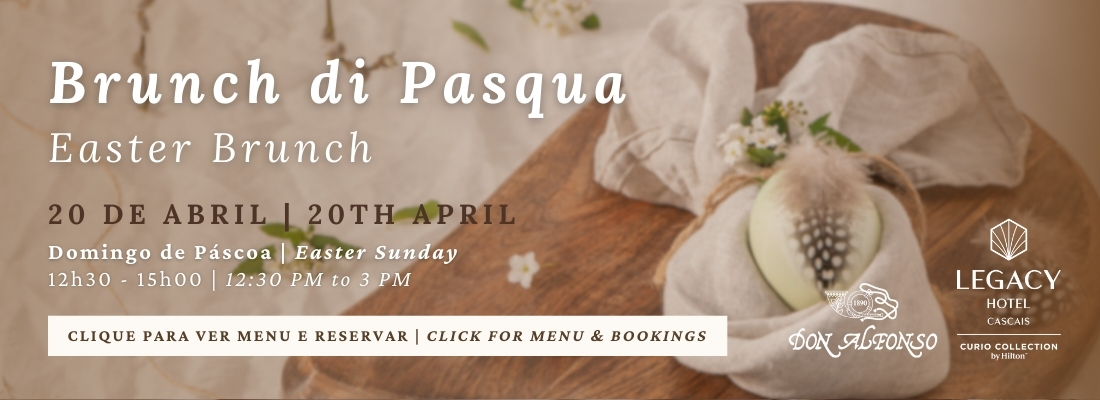 Brunch di Pasqua
Easter Brunch
20 DE ABRIL | 20TH APRIL
Domingo de Páscoa | Easter Sunday
12h30 - 15h00 | 12:30 PM to 3 PM
CLIQUE PARA VER MENU E RESERVAR | CLICK FOR MENU & BOOKINGS
1890
DON ALFONSO
LEGACY
HOTEL
CASCAIS
CURIO COLLECTION
by Hilton™